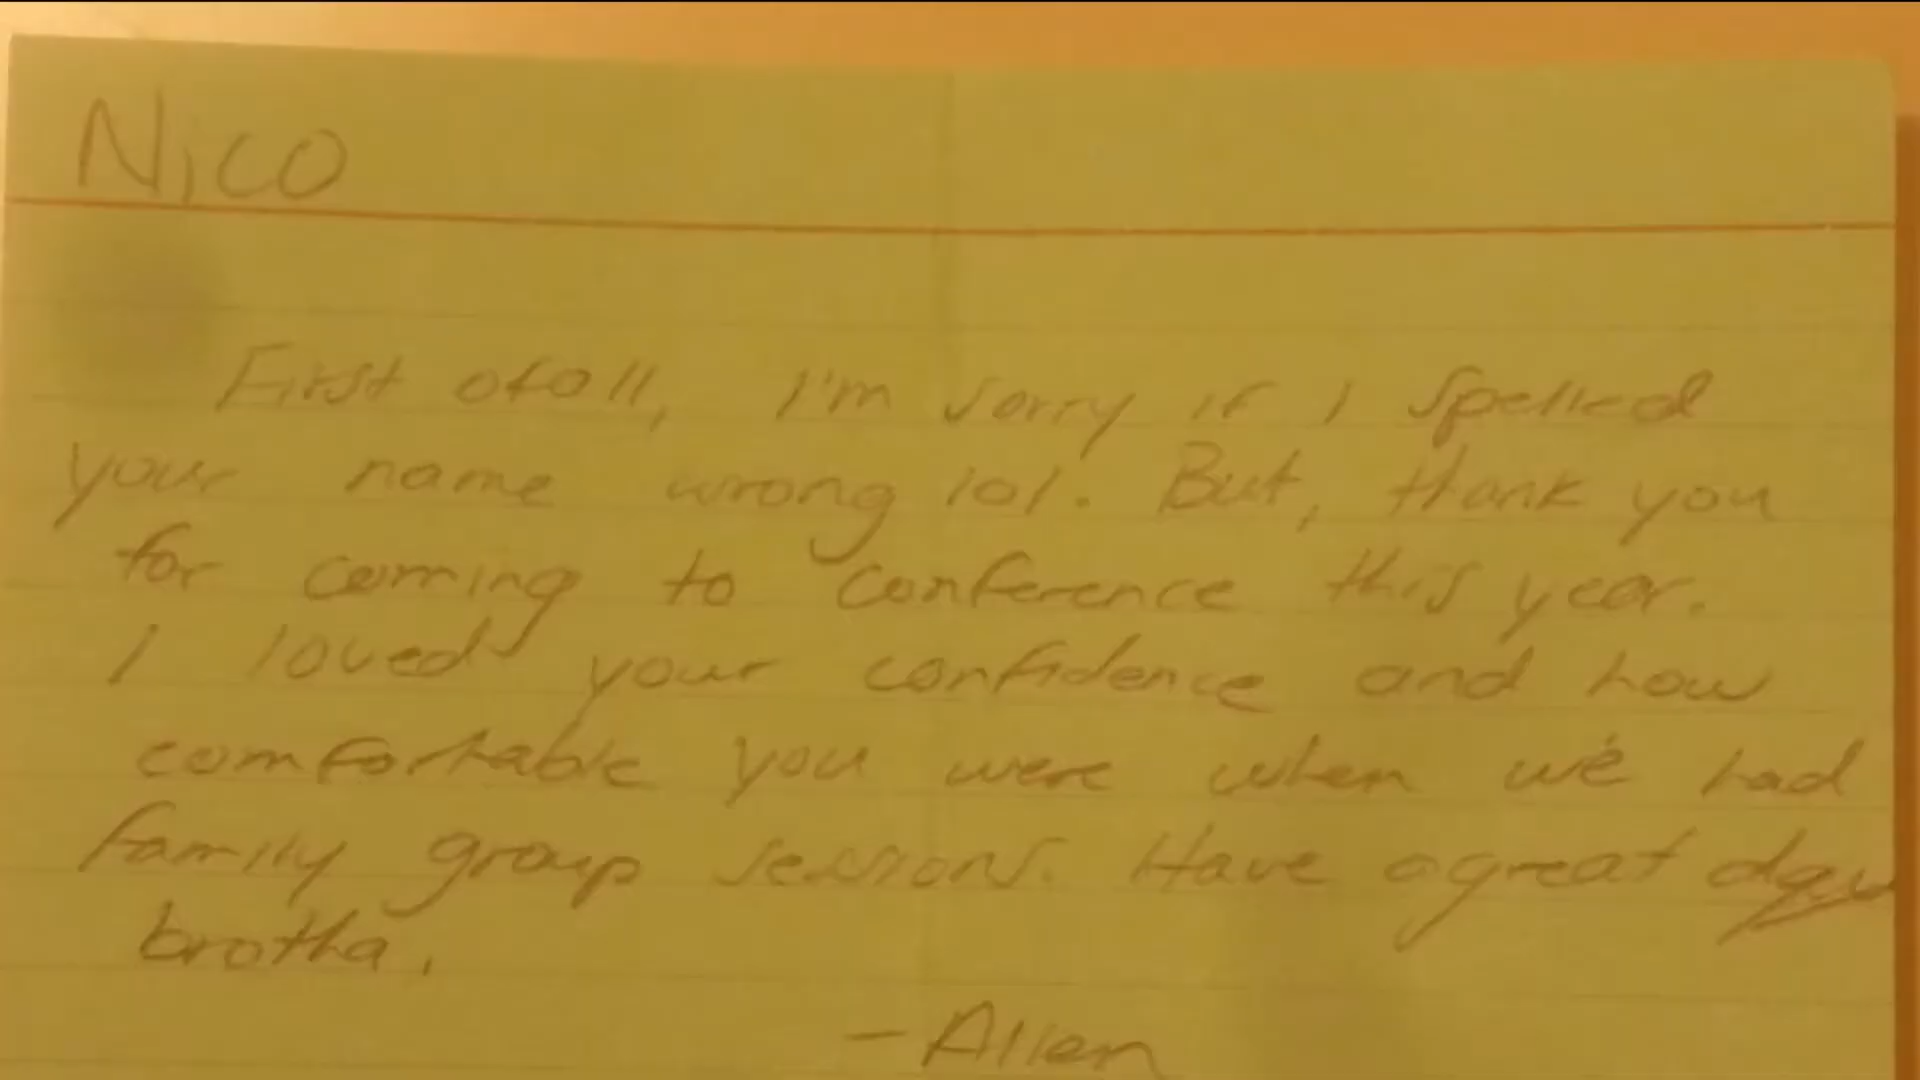 Nico
First of all, I'm sorry if I spelled
your name wrong lol. But, thank you
for coming to conference this year.
I loved your confidence and how
comfortable you were when we had
family group sessions. Have a great day
brotha.
- Allen